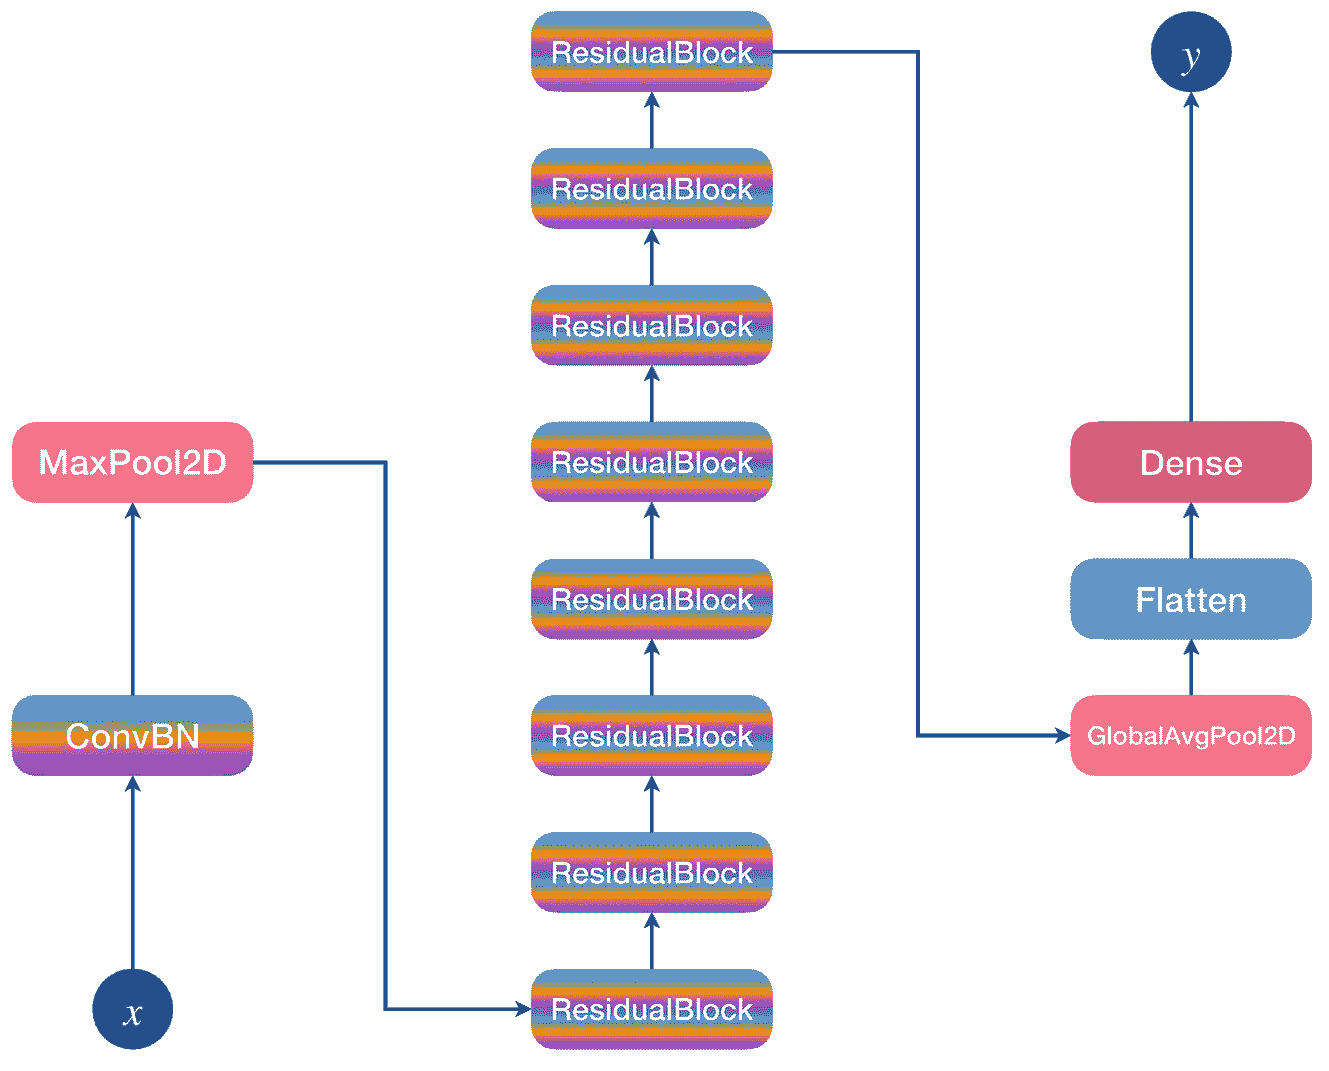 x
ConvBN
MaxPool2D
ResidualBlock
ResidualBlock
ResidualBlock
ResidualBlock
ResidualBlock
ResidualBlock
ResidualBlock
ResidualBlock
GlobalAvgPool2D
Flatten
Dense
y